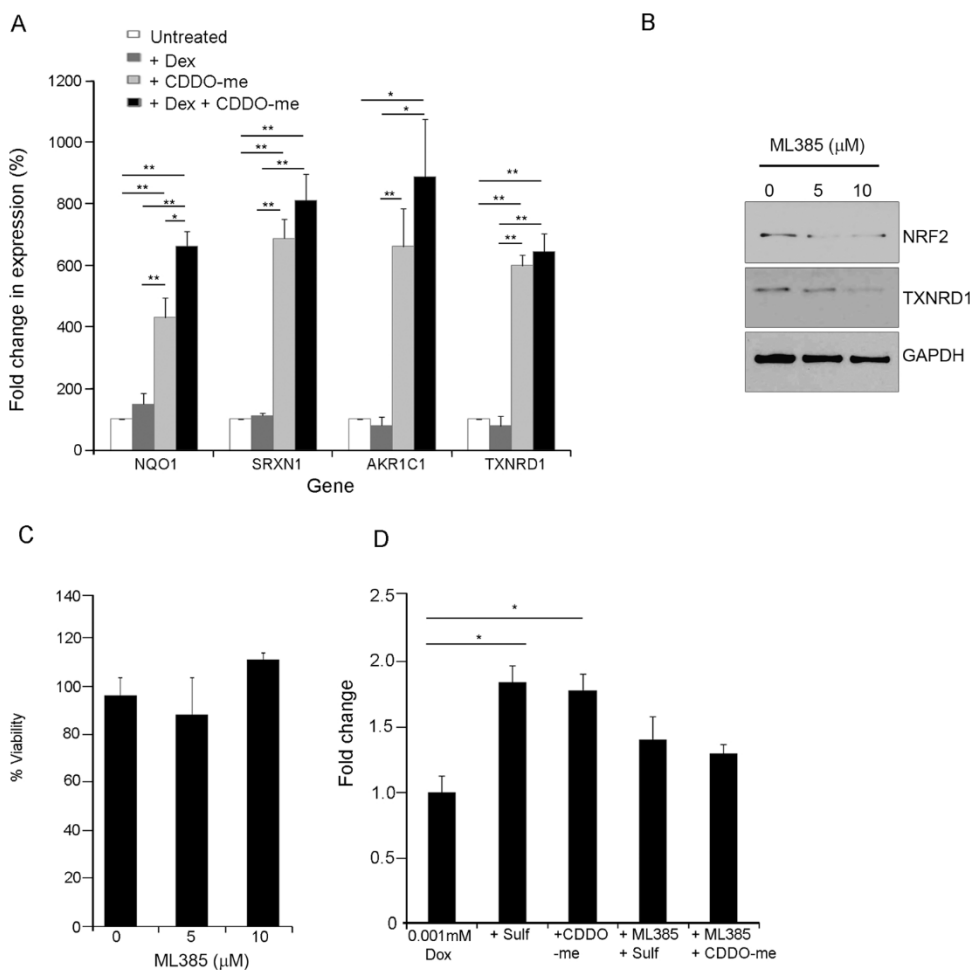 A
Untreated
+ Dex
+ CDDO-me
+ Dex + CDDO-me
Fold change in expression (%)
1200
1000
800
600
400
200
0
** ** ** * **
** ** ** **
* * **
** ** ** **
NQO1 SRXN1 AKR1C1 TXNRD1
Gene
B
ML385 (μM)
0 5 10
NRF2
TXNRD1
GAPDH
C
% Viability
140
120
100
80
60
40
20
0
0 5 10
ML385 (μM)
D
Fold change
2.5
2.0
1.5
1.0
0.5
0
*
*
0.001mM Dox
+ Sulf
+CDDO -me
+ ML385 + Sulf
+ ML385 + CDDO-me